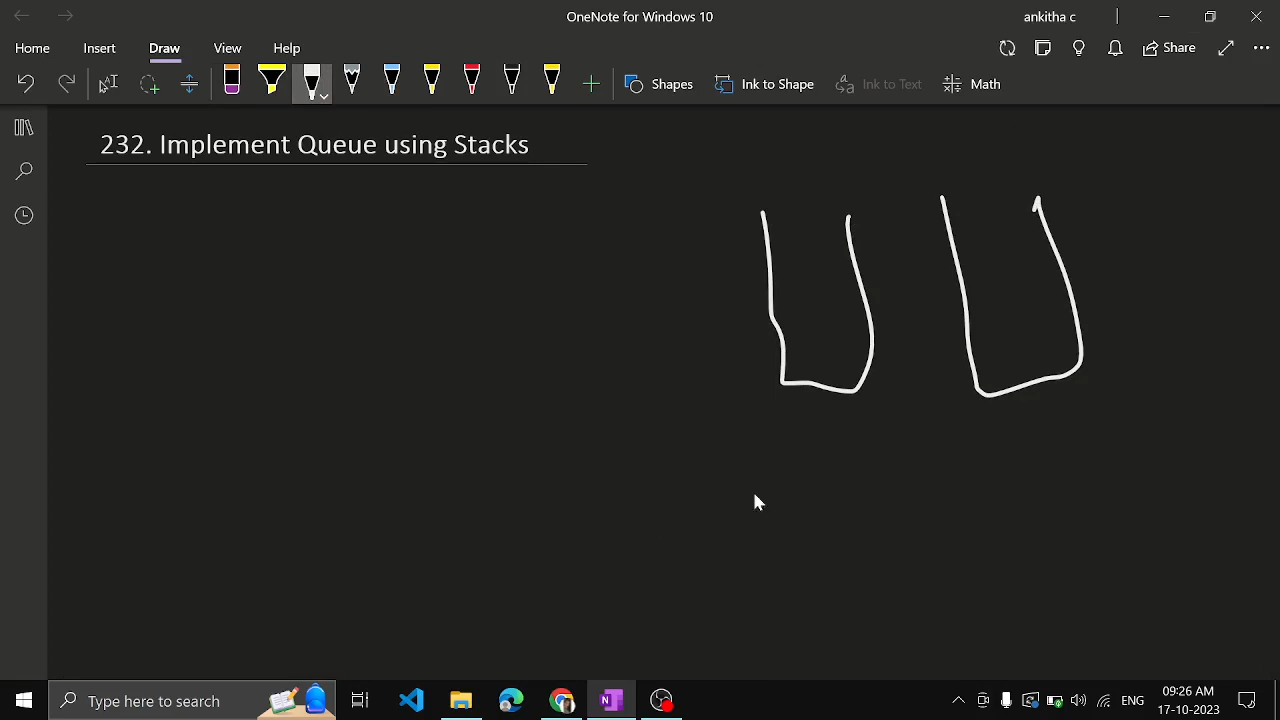 OneNote for Windows 10
ankitha c
Home
Insert
Draw
View
Help
Share
Shapes
Ink to Shape
Ink to Text
Math
232. Implement Queue using Stacks
Type here to search
ENG
09:26 AM
17-10-2023